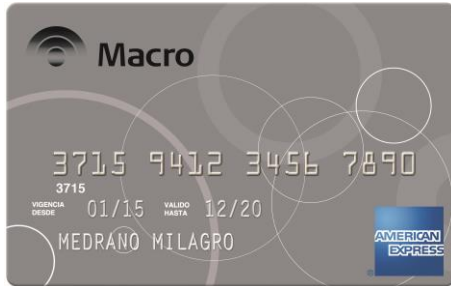 Macro
3715 9412 3456 7890
3715
VIGENCIA DESDE 01/15 VALIDO HASTA 12/20
MEDRANO MILAGRO
AMERICAN EXPRESS
®